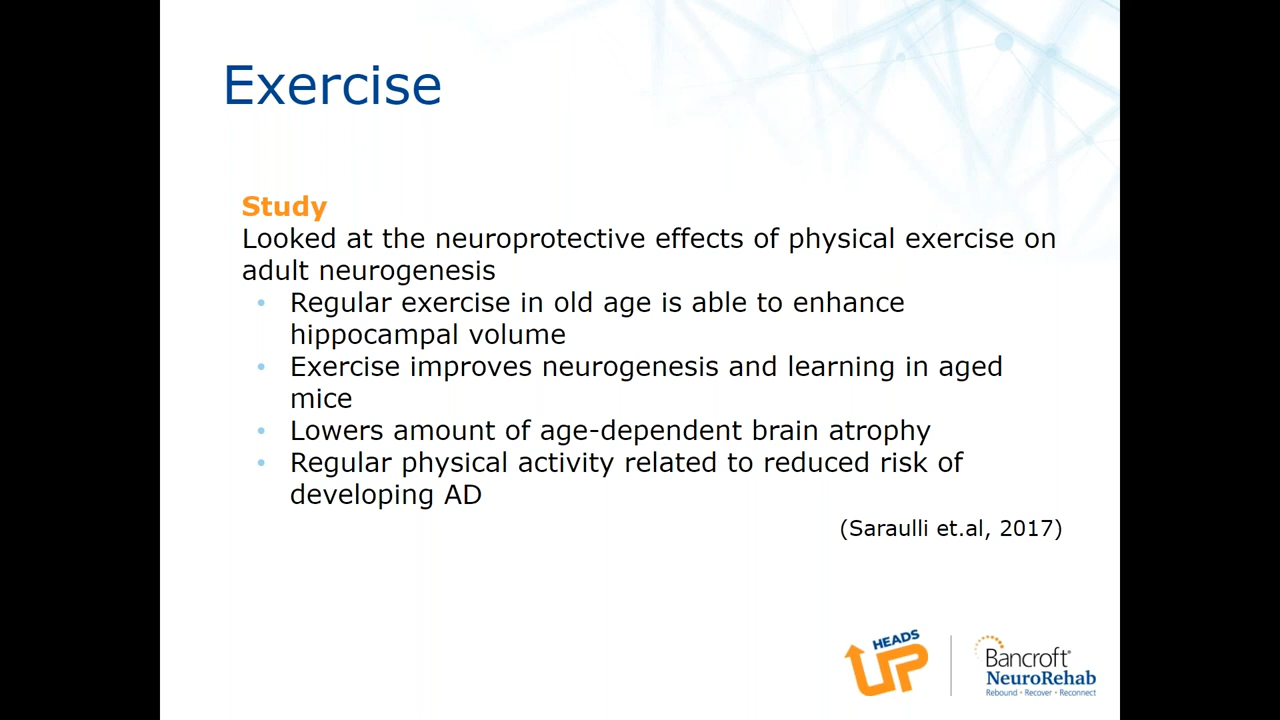 Exercise
Study
Looked at the neuroprotective effects of physical exercise on
adult neurogenesis
• Regular exercise in old age is able to enhance
hippocampal volume
• Exercise improves neurogenesis and learning in aged
mice
• Lowers amount of age-dependent brain atrophy
• Regular physical activity related to reduced risk of
developing AD
(Saraulli et.al, 2017)
HEADS
UP
Bancroft®
NeuroRehab
Rebound • Recover • Reconnect